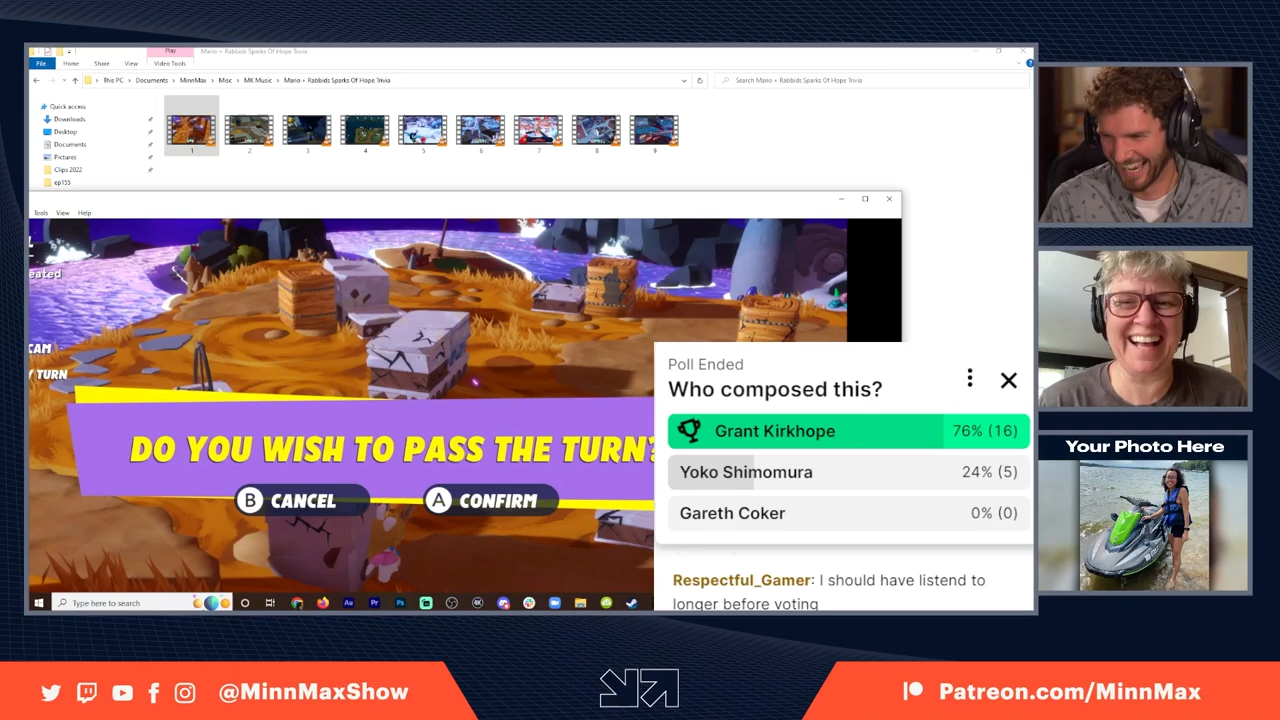 Play
Mario + Rabbids Sparks Of Hope Trivia
File Home Share View Video Tools
This PC > Documents > MinnMax > Misc > MK Music > Mario + Rabbids Sparks Of Hope Trivia
Search Mario + Rabbids Sparks Of Hope Trivia
Quick access
Downloads
Desktop
Documents
Pictures
Clips 2022
ep155
1 2 3 4 5 6 7 8 9
Tools View Help
eated
CAM
Y TURN
DO YOU WISH TO PASS THE TURN?
B CANCEL A CONFIRM
Poll Ended
Who composed this?
Grant Kirkhope 76% (16)
Yoko Shimomura 24% (5)
Gareth Coker 0% (0)
Respectful_Gamer: I should have listend to
longer before voting
Type here to search
Au Pr Ps 4K
Your Photo Here
@MinnMaxShow
Patreon.com/MinnMax